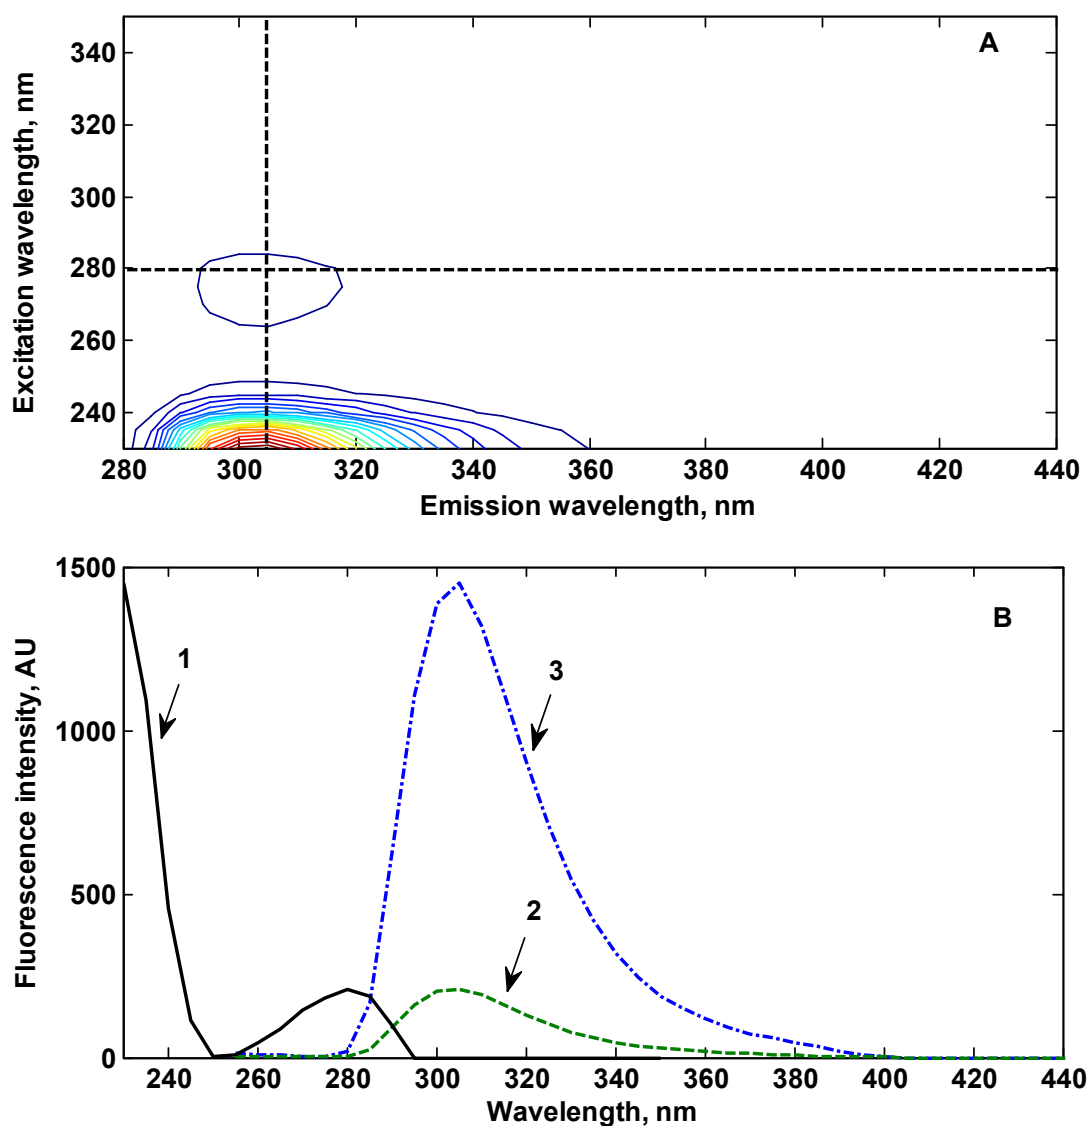 A
Excitation wavelength, nm
340
320
300
280
260
240
280 300 320 340 360 380 400 420 440
Emission wavelength, nm
B
Fluorescence intensity, AU
1500
1000
500
0
1
3
2
240 260 280 300 320 340 360 380 400 420 440
Wavelength, nm